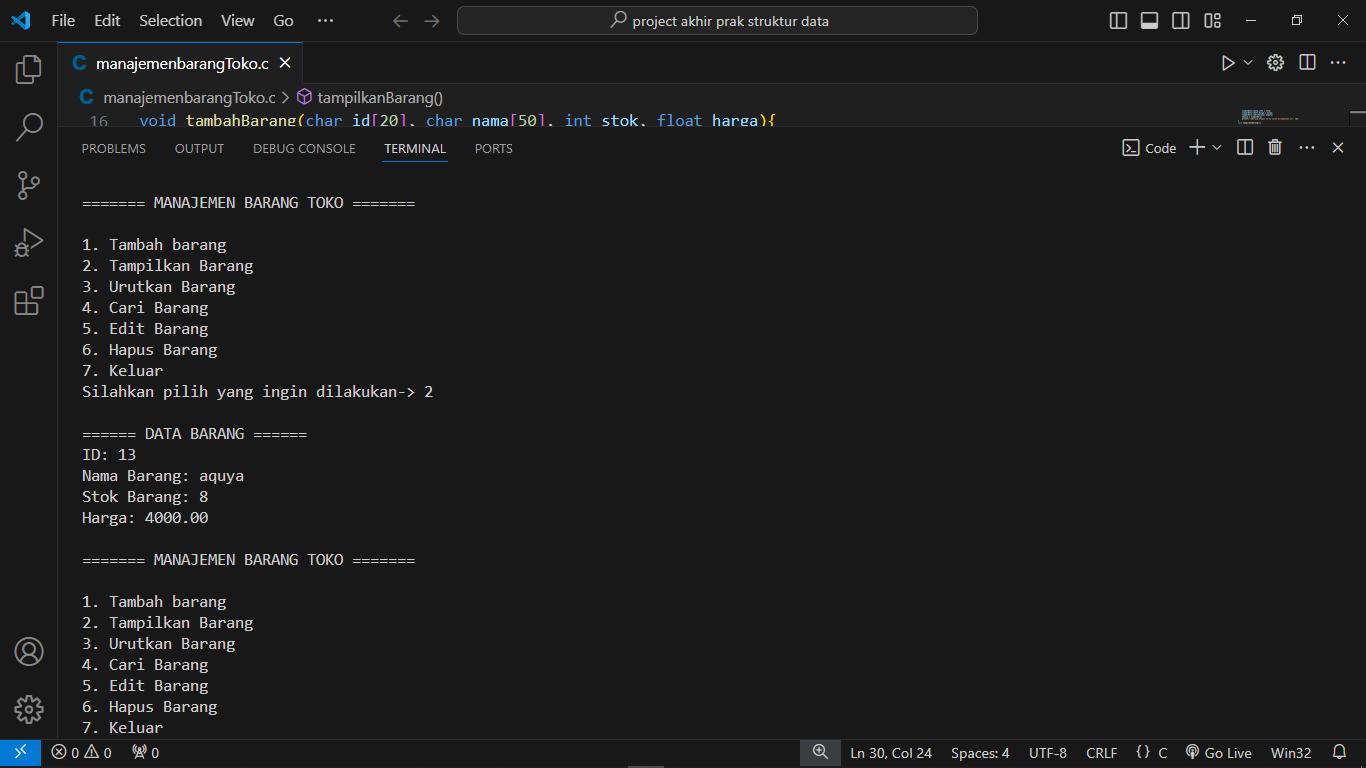 File Edit Selection View Go ··· project akhir prak struktur data
C manajemenbarangToko.c
C manajemenbarangToko.c > tampilkanBarang()
16 void tambahBarang(char id[20], char nama[50], int stok, float harga){
PROBLEMS OUTPUT DEBUG CONSOLE TERMINAL PORTS Code
======= MANAJEMEN BARANG TOKO =======
1. Tambah barang
2. Tampilkan Barang
3. Urutkan Barang
4. Cari Barang
5. Edit Barang
6. Hapus Barang
7. Keluar
Silahkan pilih yang ingin dilakukan-> 2
====== DATA BARANG ======
ID: 13
Nama Barang: aquya
Stok Barang: 8
Harga: 4000.00
======= MANAJEMEN BARANG TOKO =======
1. Tambah barang
2. Tampilkan Barang
3. Urutkan Barang
4. Cari Barang
5. Edit Barang
6. Hapus Barang
7. Keluar
0 0 0 Ln 30, Col 24 Spaces: 4 UTF-8 CRLF {} C Go Live Win32